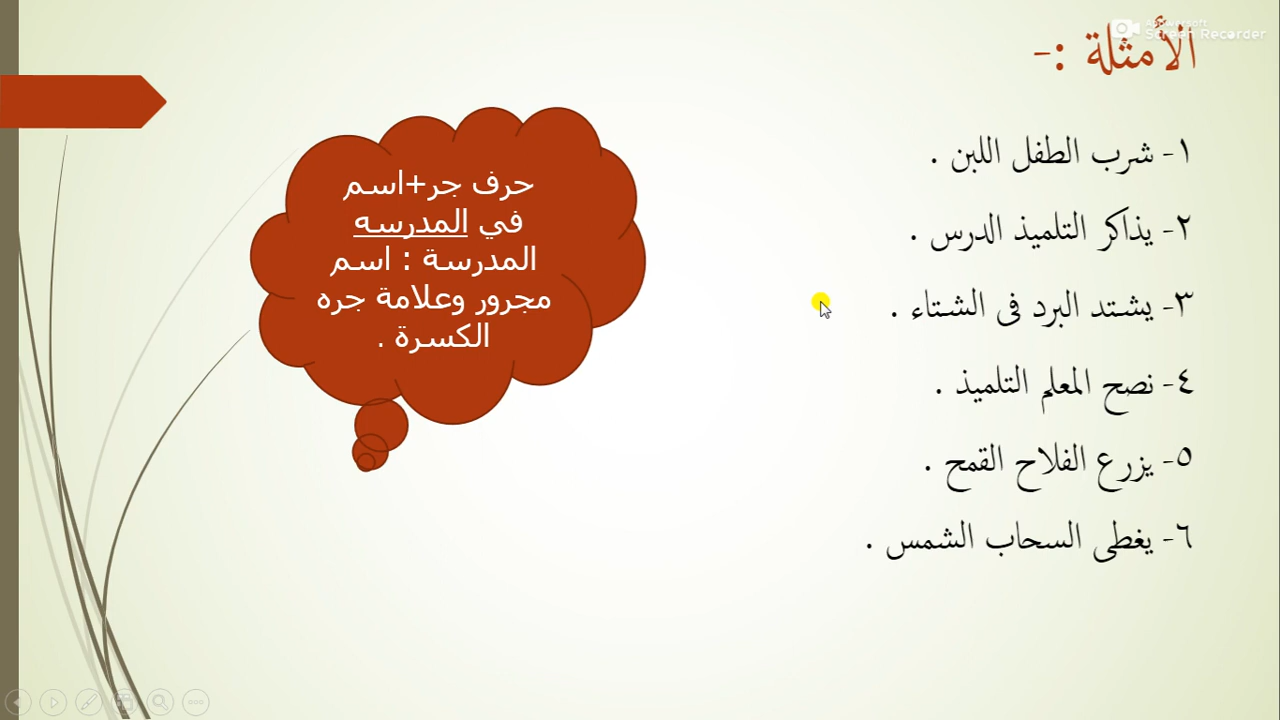 Apowersoft
Screen Recorder
الأمثلة :-
١- شرب الطفل اللبن .
٢- يذاكر التلميذ الدرس .
٣- يشتد البرد فى الشتاء .
٤- نصح المعلم التلميذ .
٥- يزرع الفلاح القمح .
٦- يغطى السحاب الشمس .
حرف جر+اسم
في المدرسه
المدرسة : اسم
مجرور وعلامة جره
الكسرة .